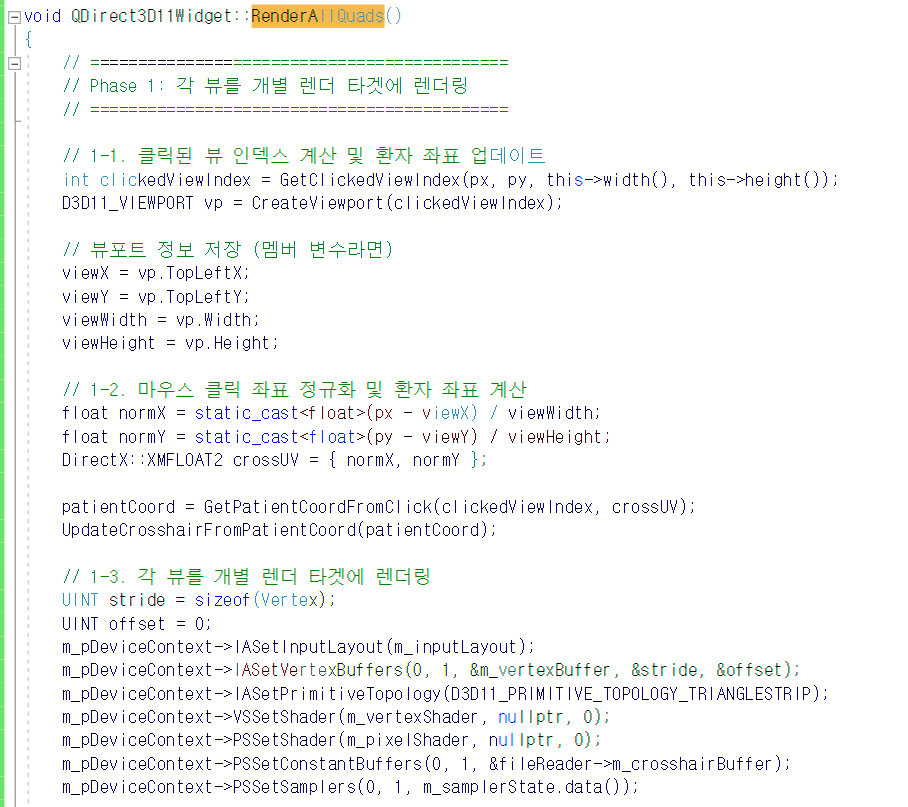 void QDirect3D11Widget::RenderAllQuads()
{
// ============================================
// Phase 1: 각 뷰를 개별 렌더 타겟에 렌더링
// ============================================
// 1-1. 클릭된 뷰 인덱스 계산 및 환자 좌표 업데이트
int clickedViewIndex = GetClickedViewIndex(px, py, this->width(), this->height());
D3D11_VIEWPORT vp = CreateViewport(clickedViewIndex);
// 뷰포트 정보 저장 (멤버 변수라면)
viewX = vp.TopLeftX;
viewY = vp.TopLeftY;
viewWidth = vp.Width;
viewHeight = vp.Height;
// 1-2. 마우스 클릭 좌표 정규화 및 환자 좌표 계산
float normX = static_cast<float>(px - viewX) / viewWidth;
float normY = static_cast<float>(py - viewY) / viewHeight;
DirectX::XMFLOAT2 crossUV = { normX, normY };
patientCoord = GetPatientCoordFromClick(clickedViewIndex, crossUV);
UpdateCrosshairFromPatientCoord(patientCoord);
// 1-3. 각 뷰를 개별 렌더 타겟에 렌더링
UINT stride = sizeof(Vertex);
UINT offset = 0;
m_pDeviceContext->IASetInputLayout(m_inputLayout);
m_pDeviceContext->IASetVertexBuffers(0, 1, &m_vertexBuffer, &stride, &offset);
m_pDeviceContext->IASetPrimitiveTopology(D3D11_PRIMITIVE_TOPOLOGY_TRIANGLESTRIP);
m_pDeviceContext->VSSetShader(m_vertexShader, nullptr, 0);
m_pDeviceContext->PSSetShader(m_pixelShader, nullptr, 0);
m_pDeviceContext->PSSetConstantBuffers(0, 1, &fileReader->m_crosshairBuffer);
m_pDeviceContext->PSSetSamplers(0, 1, m_samplerState.data());